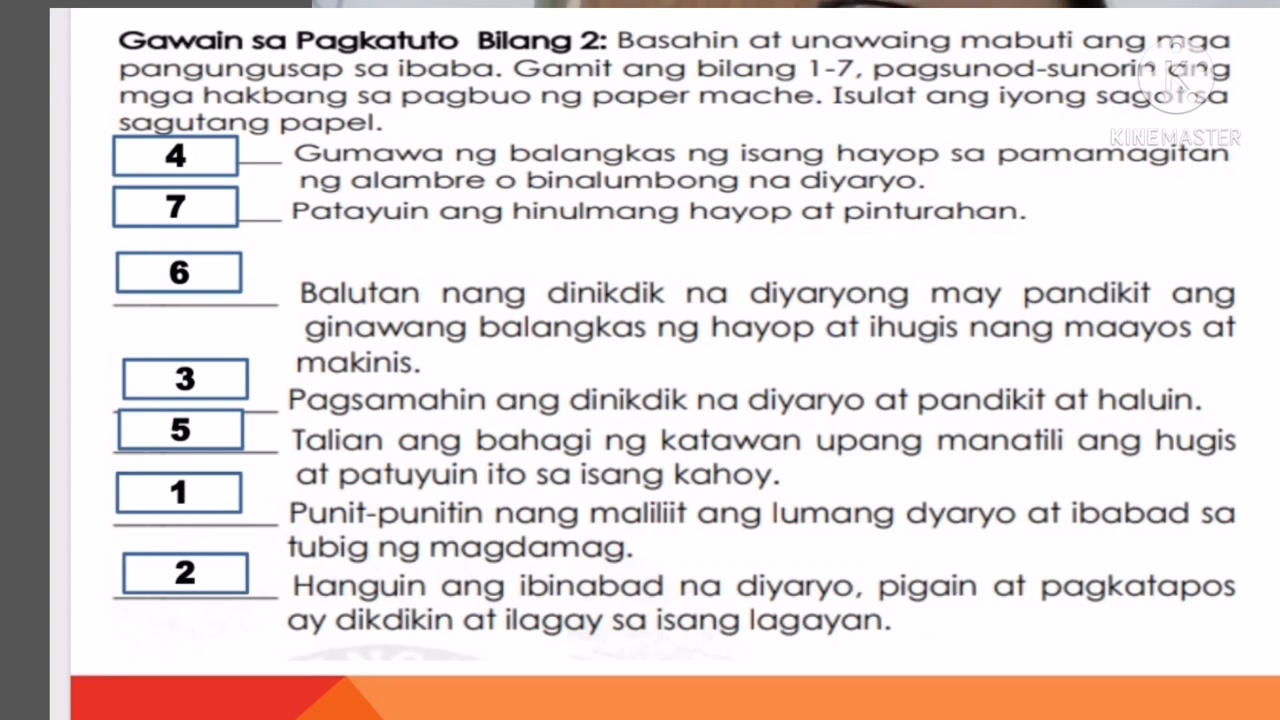 Gawain sa Pagkatuto Bilang 2: Basahin at unawaing mabuti ang mga
pangungusap sa ibaba. Gamit ang bilang 1-7, pagsunod-sunorin ang
mga hakbang sa pagbuo ng paper mache. Isulat ang iyong sagot sa
sagutang papel.
KINEMASTER
4 ___ Gumawa ng balangkas ng isang hayop sa pamamagitan
ng alambre o binalumbong na diyaryo.
7 ___ Patayuin ang hinulmang hayop at pinturahan.
6 ___ Balutan nang dinikdik na diyaryong may pandikit ang
ginawang balangkas ng hayop at ihugis nang maayos at
makinis.
3 ___ Pagsamahin ang dinikdik na diyaryo at pandikit at haluin.
5 ___ Talian ang bahagi ng katawan upang manatili ang hugis
at patuyuin ito sa isang kahoy.
1 ___ Punit-punitin nang maliliit ang lumang dyaryo at ibabad sa
tubig ng magdamag.
2 ___ Hanguin ang ibinabad na diyaryo, pigain at pagkatapos
ay dikdikin at ilagay sa isang lagayan.